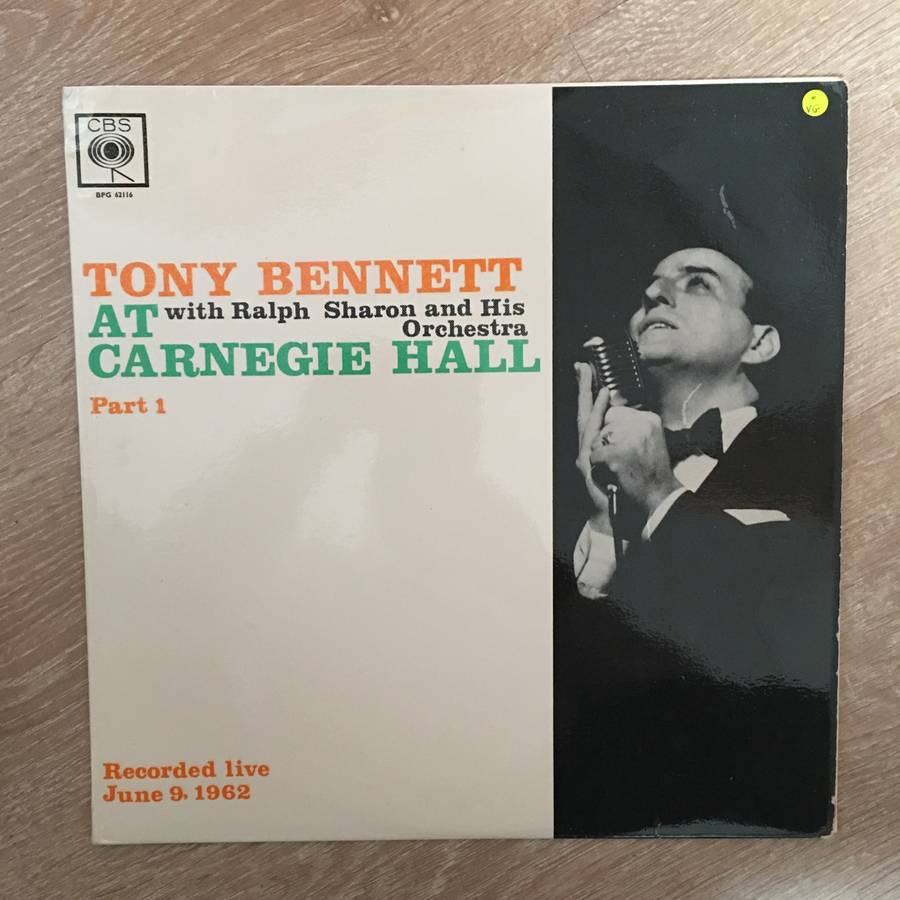 CBS
BPG 62116
TONY BENNETT
AT with Ralph Sharon and His
Orchestra
CARNEGIE HALL
Part 1
Recorded live
June 9, 1962
VG